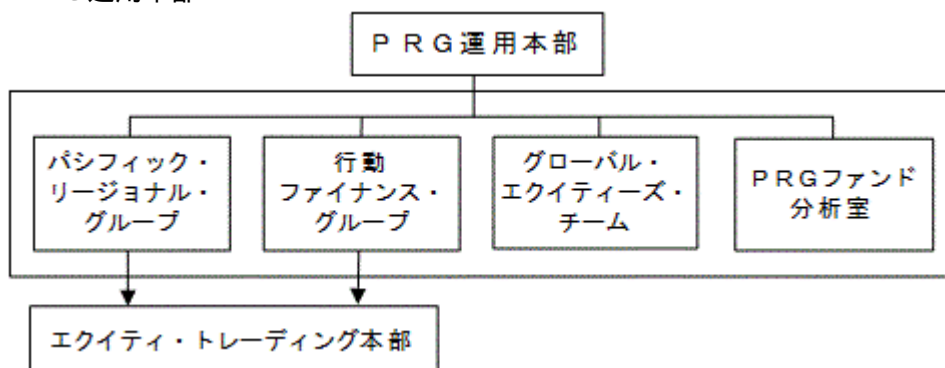 運用本部
ＰＲＧ運用本部
パシフィック・
リージョナル・
グループ
行動
ファイナンス・
グループ
グローバル・
エクイティーズ・
チーム
ＰＲＧファンド
分析室
エクイティ・トレーディング本部